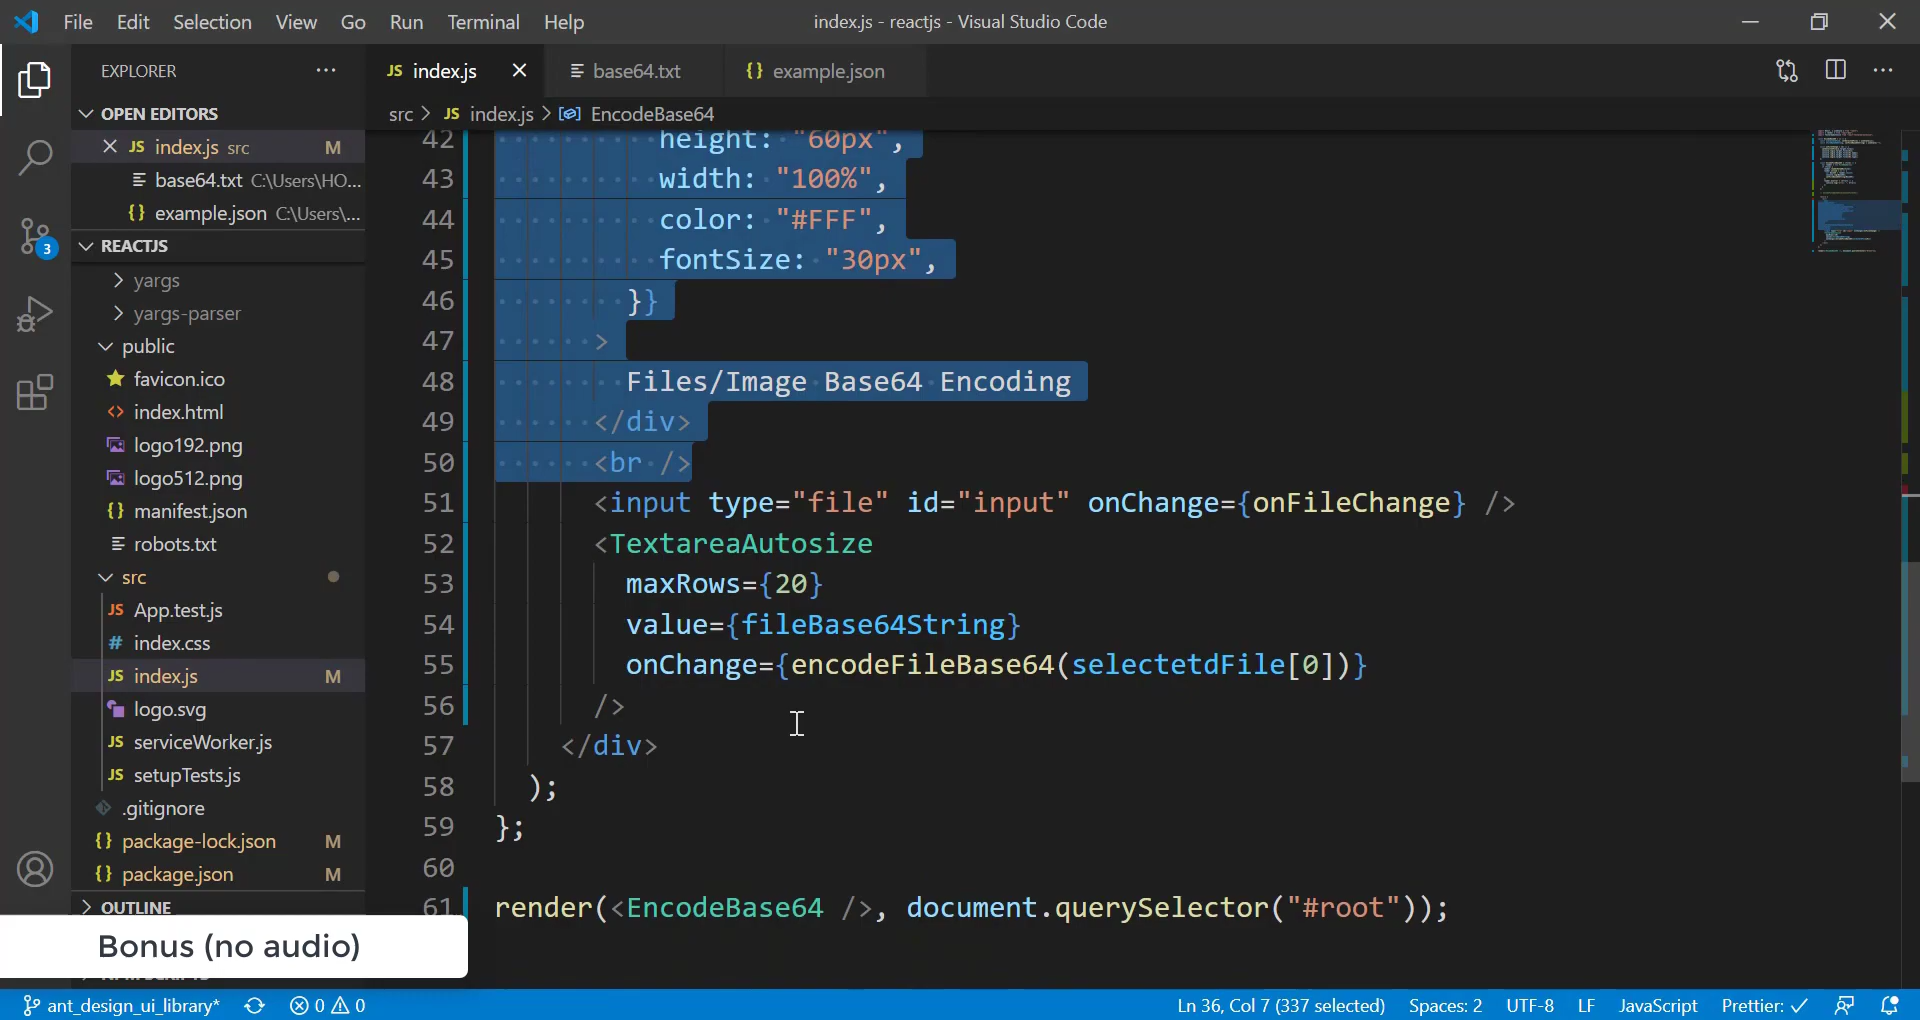 File Edit Selection View Go Run Terminal Help
index.js - reactjs - Visual Studio Code
EXPLORER
OPEN EDITORS
index.js src M
base64.txt C:\Users\HO...
example.json C:\Users\...
REACTJS
yargs
yargs-parser
public
favicon.ico
index.html
logo192.png
logo512.png
manifest.json
robots.txt
src
App.test.js
index.css
index.js M
logo.svg
serviceWorker.js
setupTests.js
.gitignore
package-lock.json M
package.json M
OUTLINE
3
JS index.js
base64.txt
{} example.json
src > JS index.js > EncodeBase64
42 height: "60px",
43 width: "100%",
44 color: "#FFF",
45 fontSize: "30px",
46 }}
47 >
48 Files/Image Base64 Encoding
49 </div>
50 <br />
51 <input type="file" id="input" onChange={onFileChange} />
52 <TextareaAutosize
53 maxRows={20}
54 value={fileBase64String}
55 onChange={encodeFileBase64(selectetdFile[0])}
56 />
57 </div>
58 );
59 };
60
61 render(<EncodeBase64 />, document.querySelector("#root"));
Bonus (no audio)
ant_design_ui_library* 0 0
Ln 36, Col 7 (337 selected) Spaces: 2 UTF-8 LF JavaScript Prettier: ✓